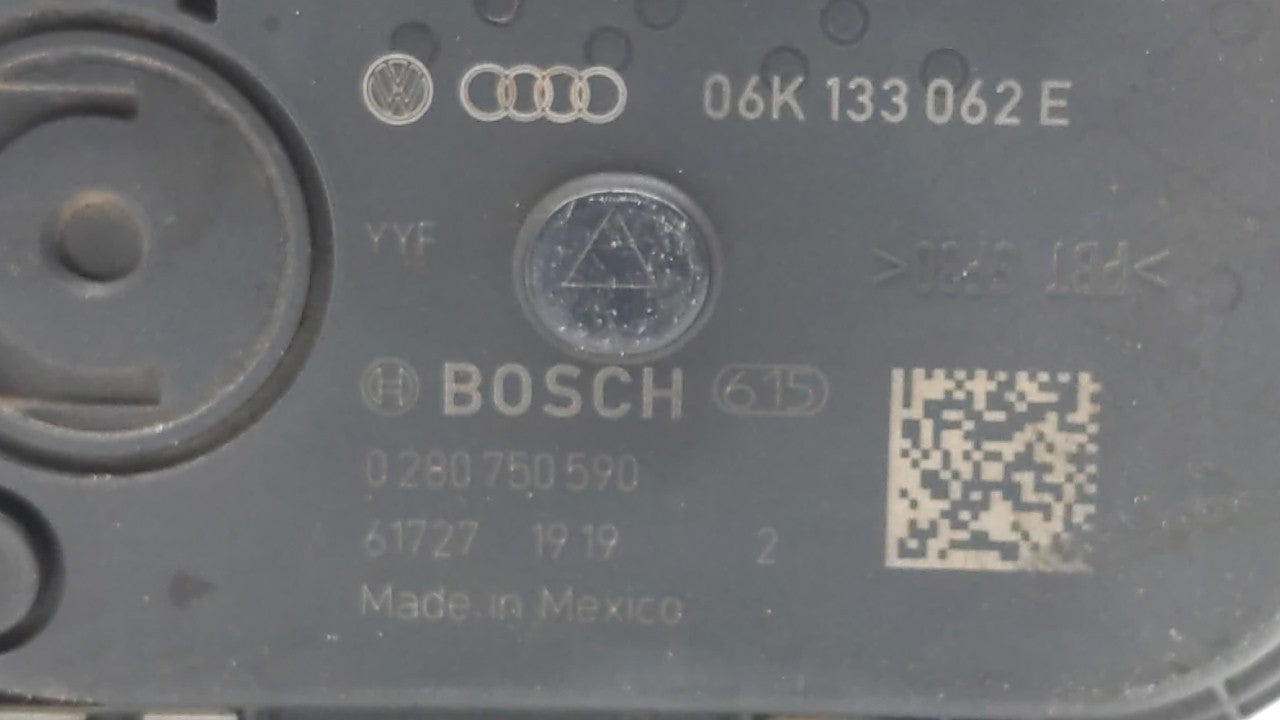 06K 133 062 E
YYF
>PBT GF30<
BOSCH 615
0 280 750 590
61727 19 19 2
Made in Mexico